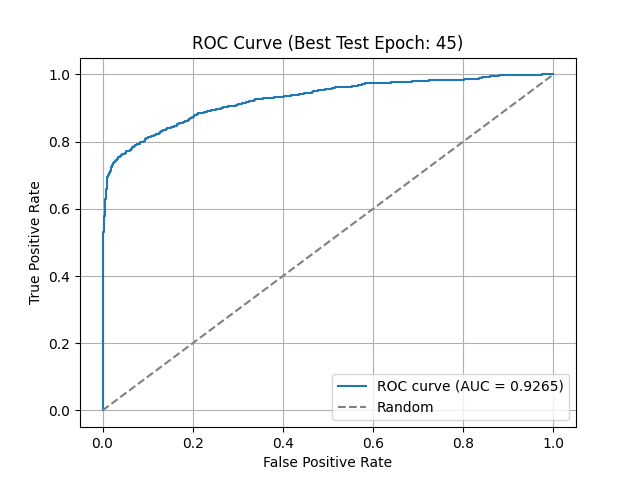 ROC Curve (Best Test Epoch: 45)
True Positive Rate
1.0
0.8
0.6
0.4
0.2
0.0
ROC curve (AUC = 0.9265)
Random
0.0 0.2 0.4 0.6 0.8 1.0
False Positive Rate